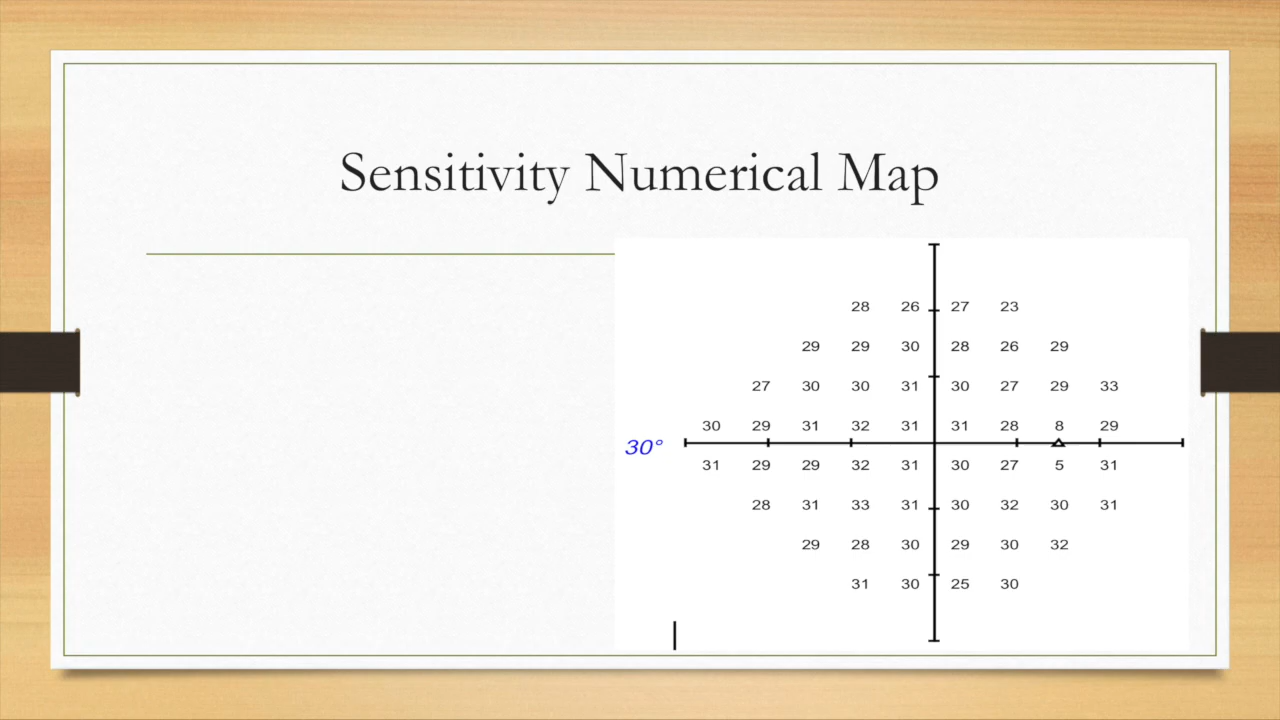 Sensitivity Numerical Map
28 26 27 23
29 29 30 28 26 29
27 30 30 31 30 27 29 33
30 29 31 32 31 31 28 8 29
30°
31 29 29 32 31 30 27 5 31
28 31 33 31 30 32 30 31
29 28 30 29 30 32
31 30 25 30